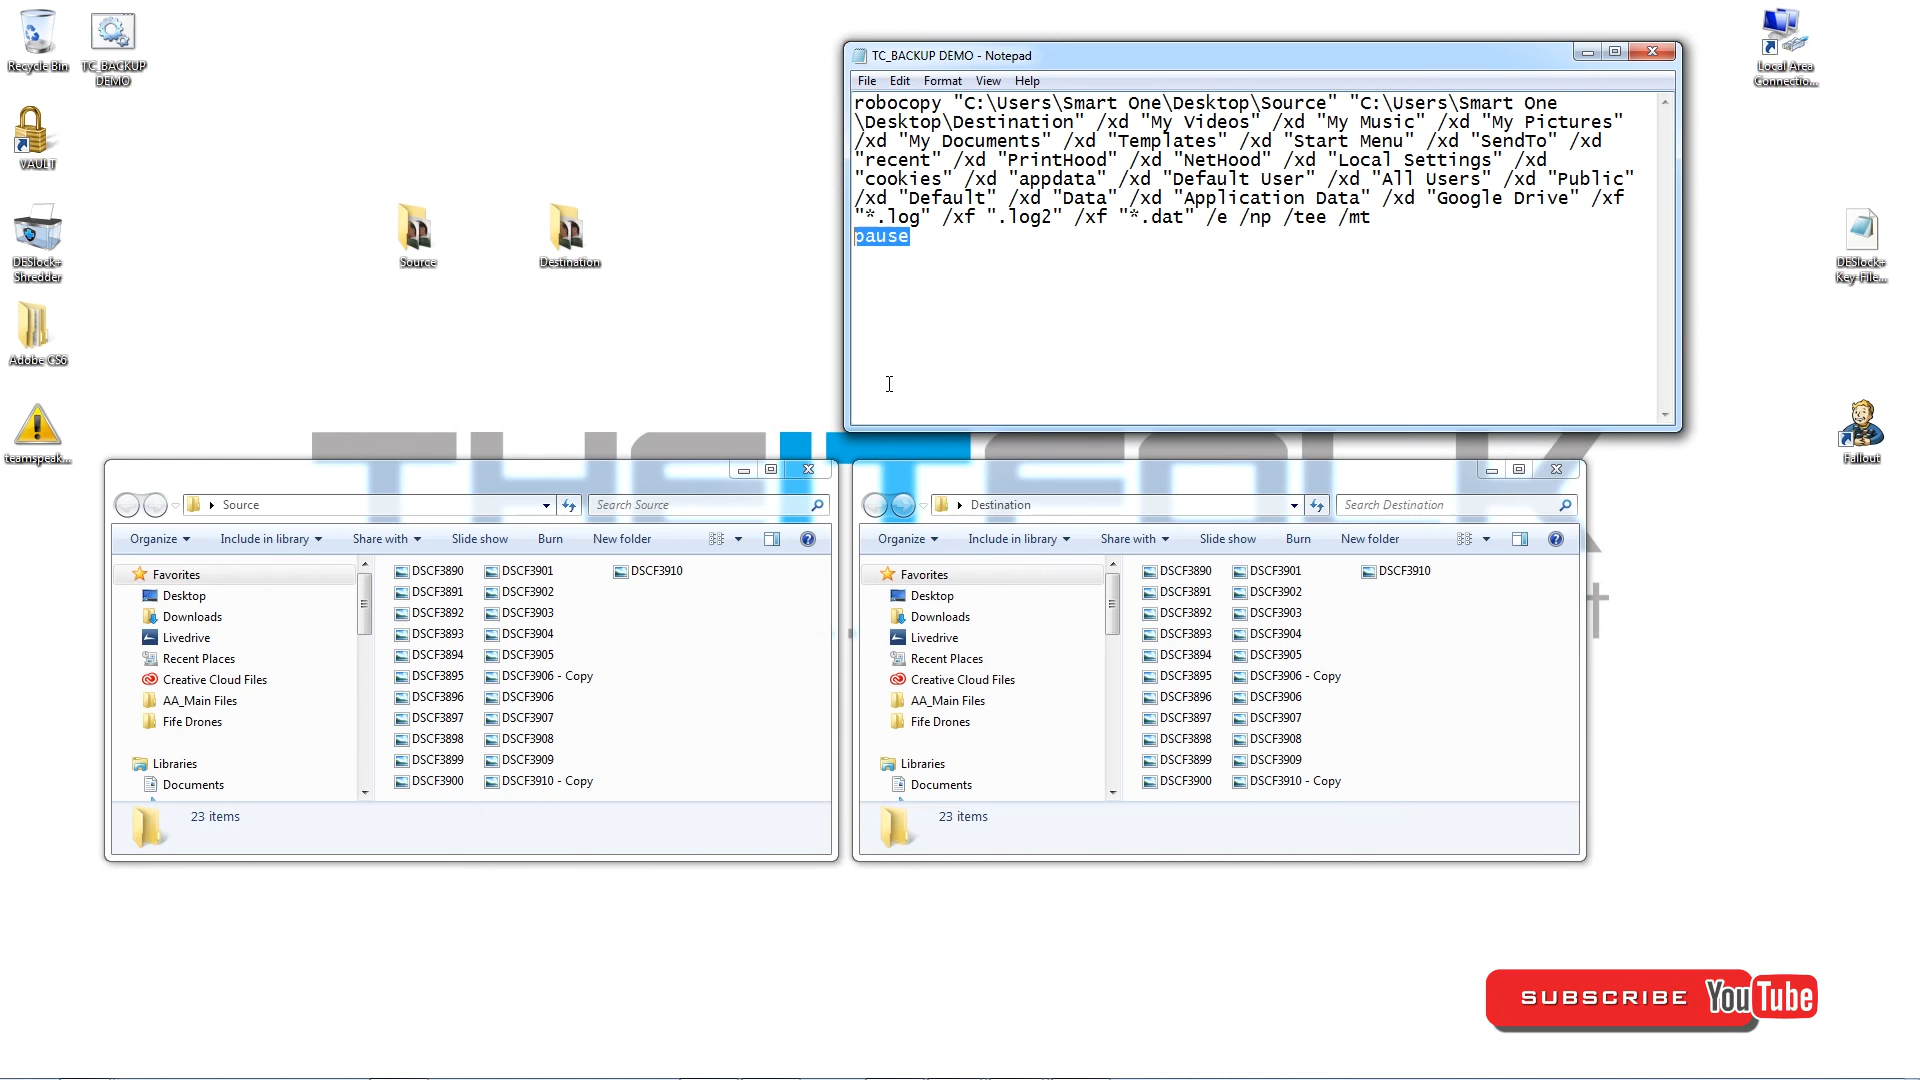 Recycle Bin
TC_BACKUP
DEMO
VAULT
DESlock+
Shredder
Adobe CS6
teamspeak...
Source
Destination
Local Area
Connectio...
DESlock+
Key-File...
Fallout
TC_BACKUP DEMO - Notepad
File Edit Format View Help
robocopy "C:\Users\Smart One\Desktop\Source" "C:\Users\Smart One
\Desktop\Destination" /xd "My Videos" /xd "My Music" /xd "My Pictures"
/xd "My Documents" /xd "Templates" /xd "Start Menu" /xd "SendTo" /xd
"recent" /xd "PrintHood" /xd "NetHood" /xd "Local Settings" /xd
"cookies" /xd "appdata" /xd "Default User" /xd "All Users" /xd "Public"
/xd "Default" /xd "Data" /xd "Application Data" /xd "Google Drive" /xf
"*.log" /xf ".log2" /xf "*.dat" /e /np /tee /mt
pause
THE IT FOLK
Source
Search Source
Organize Include in library Share with Slide show Burn New folder
Favorites
Desktop
Downloads
Livedrive
Recent Places
Creative Cloud Files
AA_Main Files
Fife Drones
Libraries
Documents
DSCF3890 DSCF3901 DSCF3910
DSCF3891 DSCF3902
DSCF3892 DSCF3903
DSCF3893 DSCF3904
DSCF3894 DSCF3905
DSCF3895 DSCF3906 - Copy
DSCF3896 DSCF3906
DSCF3897 DSCF3907
DSCF3898 DSCF3908
DSCF3899 DSCF3909
DSCF3900 DSCF3910 - Copy
23 items
Destination
Search Destination
Organize Include in library Share with Slide show Burn New folder
Favorites
Desktop
Downloads
Livedrive
Recent Places
Creative Cloud Files
AA_Main Files
Fife Drones
Libraries
Documents
DSCF3890 DSCF3901 DSCF3910
DSCF3891 DSCF3902
DSCF3892 DSCF3903
DSCF3893 DSCF3904
DSCF3894 DSCF3905
DSCF3895 DSCF3906 - Copy
DSCF3896 DSCF3906
DSCF3897 DSCF3907
DSCF3898 DSCF3908
DSCF3899 DSCF3909
DSCF3900 DSCF3910 - Copy
23 items
SUBSCRIBE YouTube